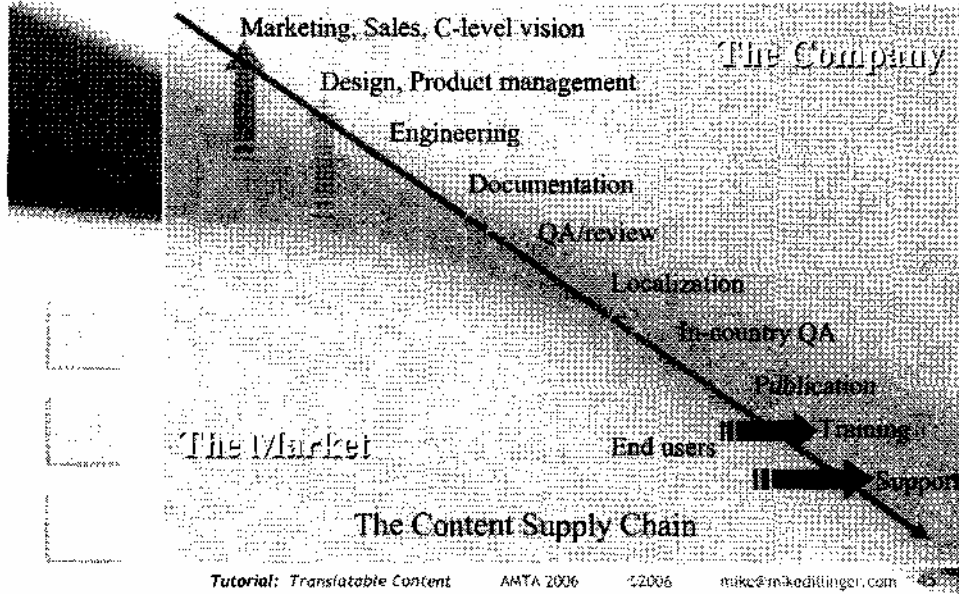 Marketing, Sales, C-level vision
The Company
Design, Product management
Engineering
Documentation
QA/review
Localization
In-country QA
Publication
Training
The Market
End users
Support
The Content Supply Chain
Tutorial: Translatable Content AMTA 2006 ©2006 mike@mikedillinger.com 45